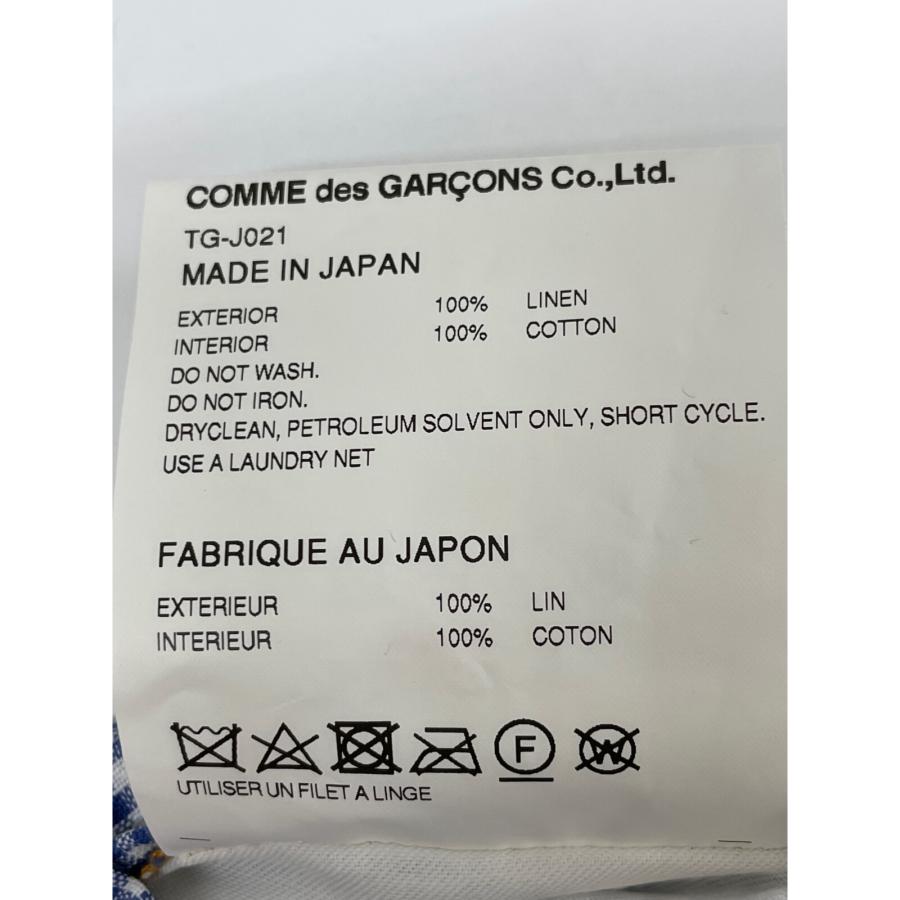 COMME des GARÇONS Co.,Ltd.
TG-J021
MADE IN JAPAN
EXTERIOR 100% LINEN
INTERIOR 100% COTTON
DO NOT WASH.
DO NOT IRON.
DRYCLEAN, PETROLEUM SOLVENT ONLY, SHORT CYCLE.
USE A LAUNDRY NET
FABRIQUE AU JAPON
EXTERIEUR 100% LIN
INTERIEUR 100% COTON
F W
UTILISER UN FILET A LINGE